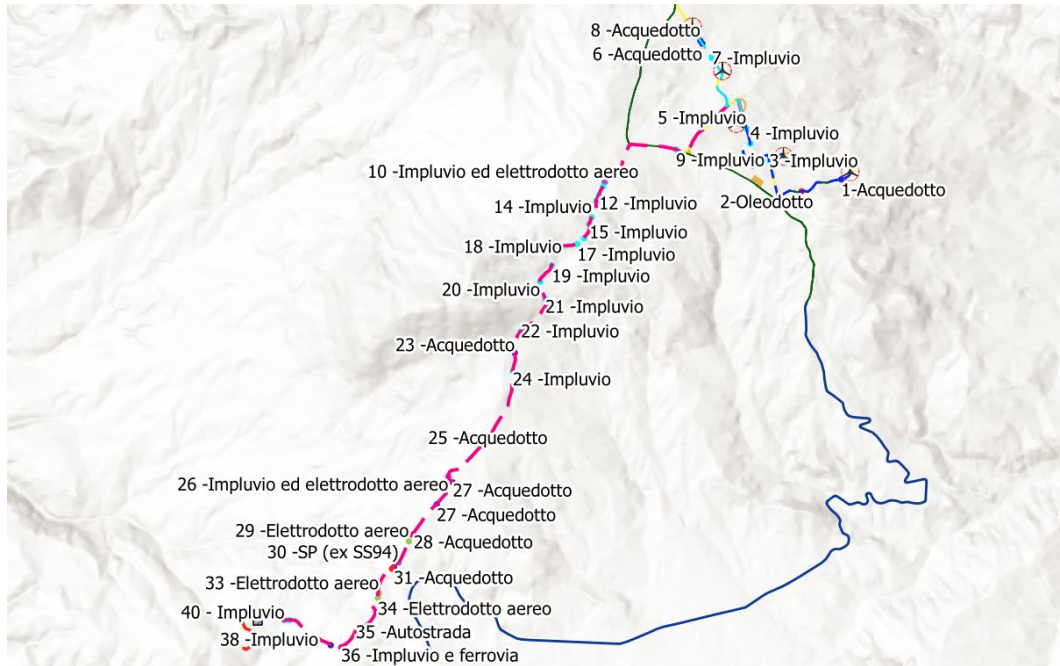 8 -Acquedotto
6 -Acquedotto
7 -Impluvio
5 -Impluvio
4 -Impluvio
9 -Impluvio
3 -Impluvio
10 -Impluvio ed elettrodotto aereo
1-Acquedotto
2-Oleodotto
12 -Impluvio
14 -Impluvio
15 -Impluvio
18 -Impluvio
17 -Impluvio
19 -Impluvio
20 -Impluvio
21 -Impluvio
22 -Impluvio
23 -Acquedotto
24 -Impluvio
25 -Acquedotto
26 -Impluvio ed elettrodotto aereo
27 -Acquedotto
27 -Acquedotto
29 -Elettrodotto aereo
28 -Acquedotto
30 -SP (ex SS94)
31 -Acquedotto
33 -Elettrodotto aereo
34 -Elettrodotto aereo
40 - Impluvio
35 -Autostrada
38 -Impluvio
36 -Impluvio e ferrovia